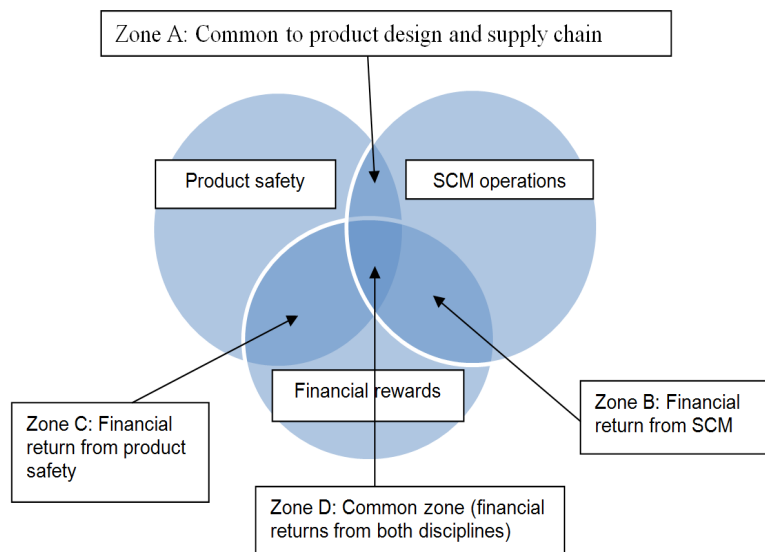 Zone A: Common to product design and supply chain
Product safety
SCM operations
Financial rewards
Zone C: Financial
return from product
safety
Zone B: Financial
return from SCM
Zone D: Common zone (financial
returns from both disciplines)